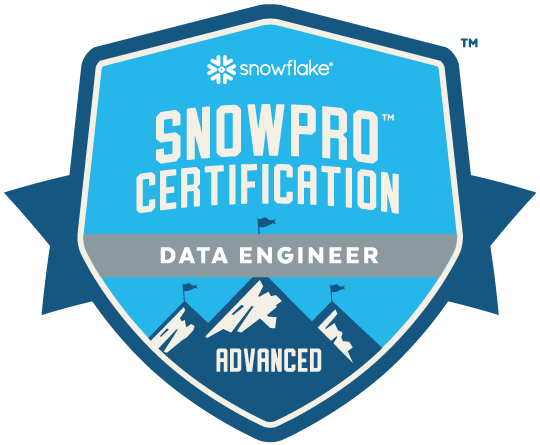 ™
snowflake®
SNOWPRO™
CERTIFICATION
DATA ENGINEER
ADVANCED